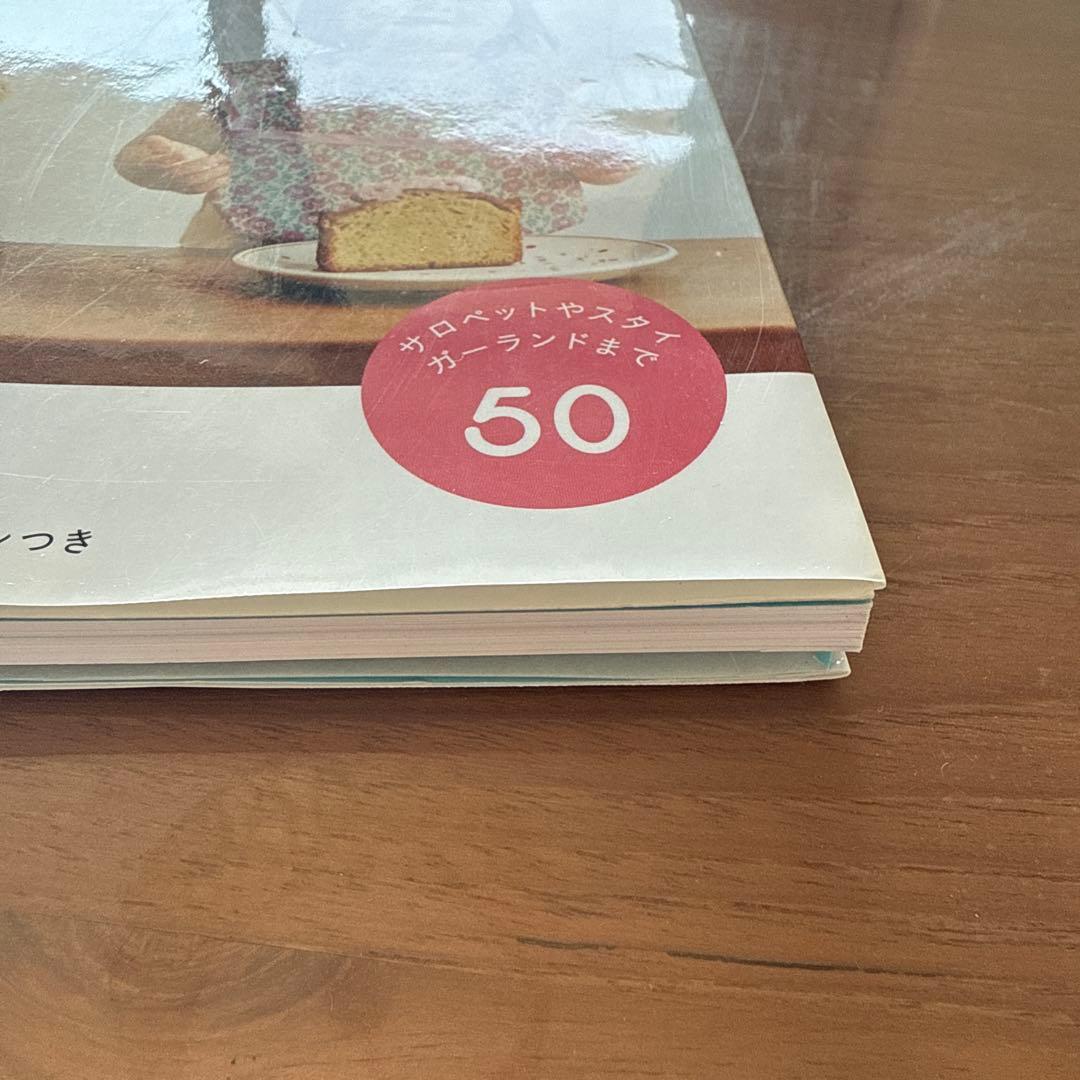 サロペットやスタイ
ガーランドまで
50
つき